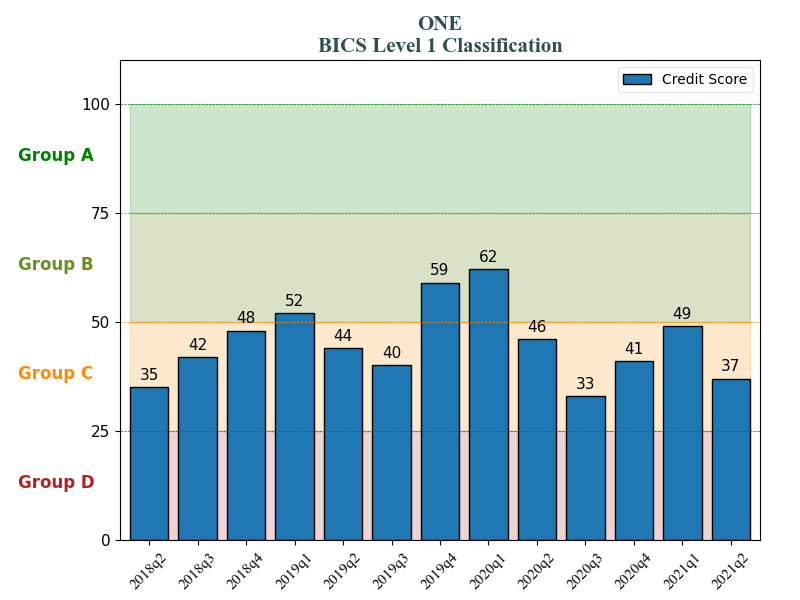 ONE
BICS Level 1 Classification
Credit Score
100
Group A
75
Group B
62
59
52
50
48
49
46
44
42
41
40
Group C
37
35
33
25
Group D
0
2018q2 2018q3 2018q4 2019q1 2019q2 2019q3 2019q4 2020q1 2020q2 2020q3 2020q4 2021q1 2021q2